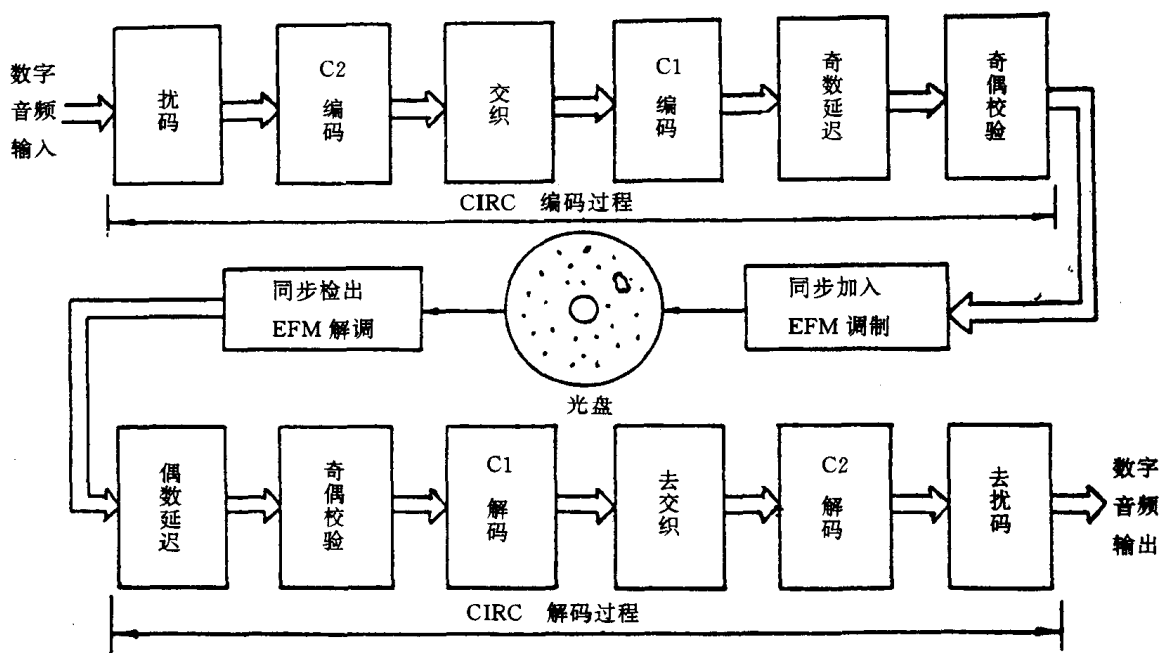 数字
音频
输入
扰码
C2
编码
交织
C1
编码
奇数延迟
奇偶校验
CIRC 编码过程
同步检出
EFM 解调
光盘
同步加入
EFM 调制
偶数延迟
奇偶校验
C1
解码
去交织
C2
解码
去扰码
数字
音频
输出
CIRC 解码过程